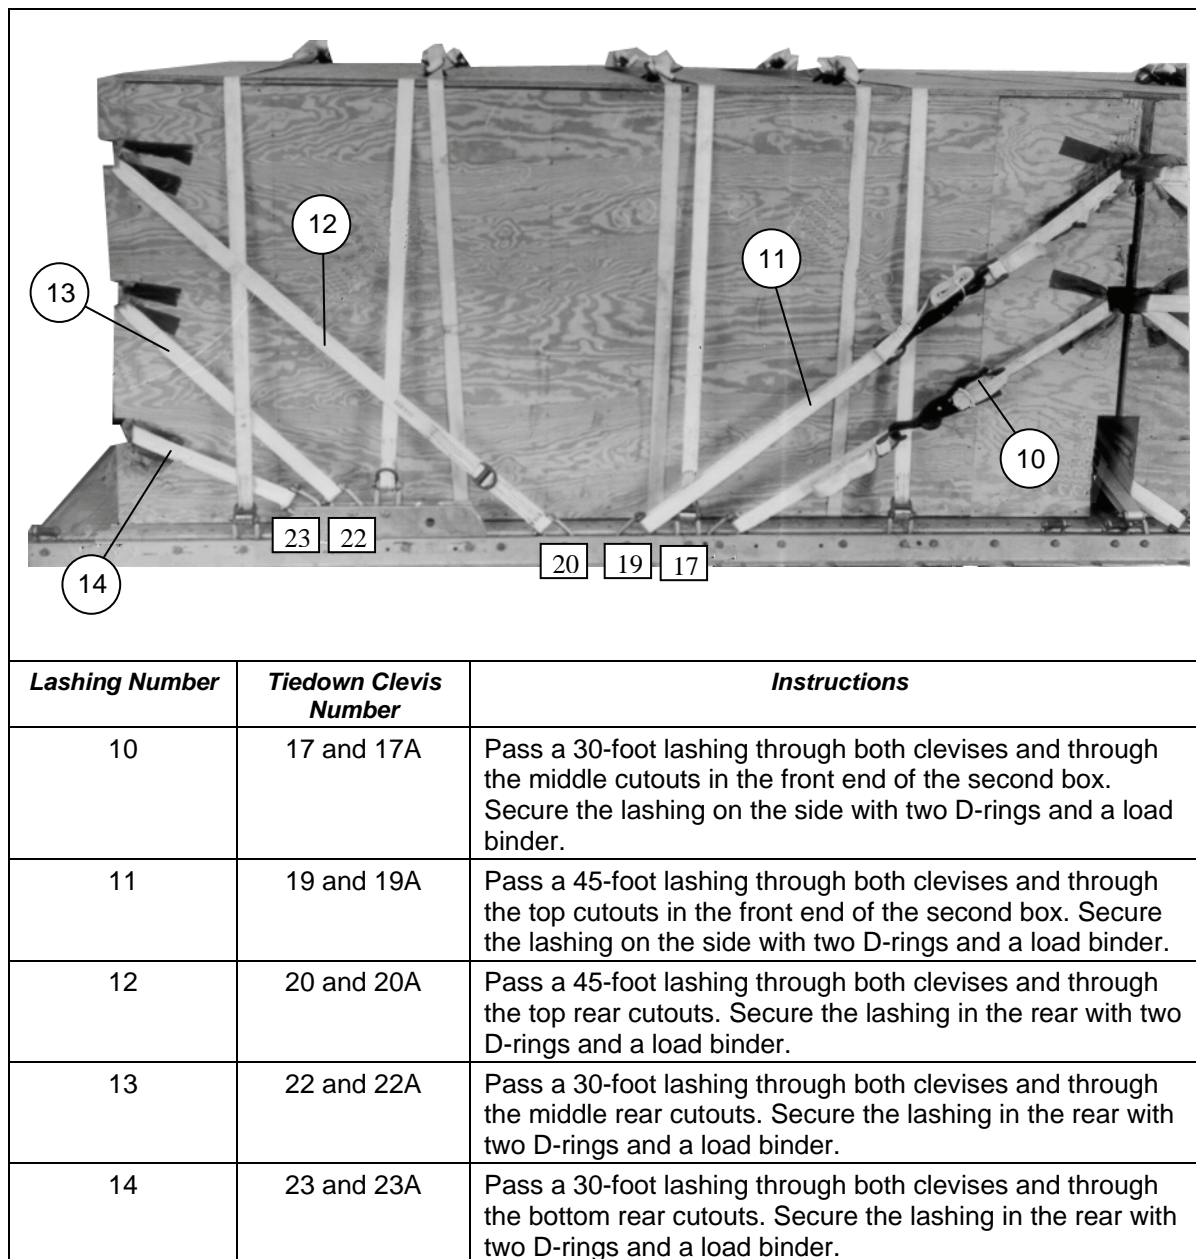 12
11
13
10
23 22
20 19 17
14
Lashing Number Tiedown Clevis Number Instructions
10 17 and 17A Pass a 30-foot lashing through both clevises and through
the middle cutouts in the front end of the second box.
Secure the lashing on the side with two D-rings and a load
binder.
11 19 and 19A Pass a 45-foot lashing through both clevises and through
the top cutouts in the front end of the second box. Secure
the lashing on the side with two D-rings and a load binder.
12 20 and 20A Pass a 45-foot lashing through both clevises and through
the top rear cutouts. Secure the lashing in the rear with two
D-rings and a load binder.
13 22 and 22A Pass a 30-foot lashing through both clevises and through
the middle rear cutouts. Secure the lashing in the rear with
two D-rings and a load binder.
14 23 and 23A Pass a 30-foot lashing through both clevises and through
the bottom rear cutouts. Secure the lashing in the rear with
two D-rings and a load binder.